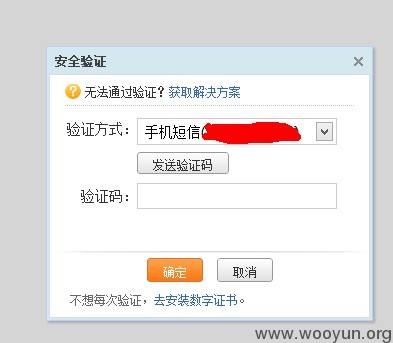 安全验证
无法通过验证？获取解决方案
验证方式：手机短信(
发送验证码
验证码：
确定 取消
不想每次验证，去安装数字证书。
www.wooyun.org